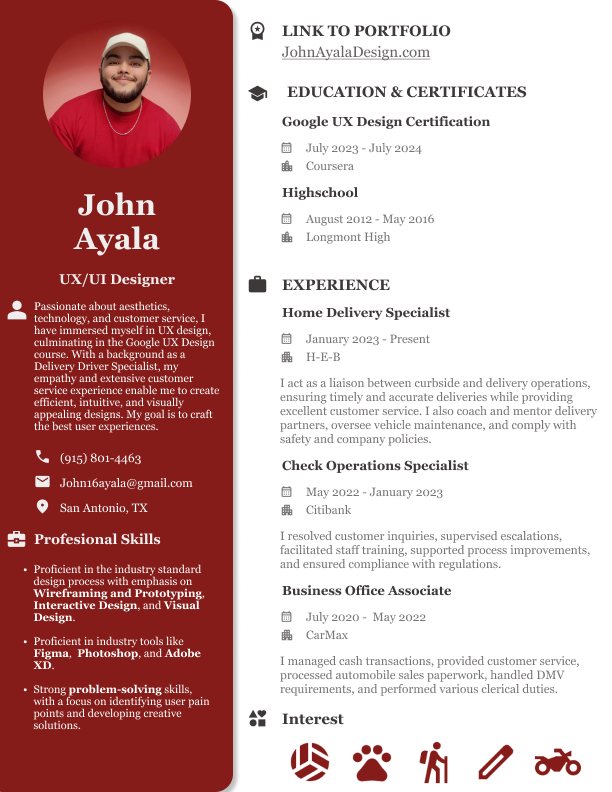 John
Ayala
UX/UI Designer
Passionate about aesthetics,
technology, and customer service, I
have immersed myself in UX design,
culminating in the Google UX Design
course. With a background as a
Delivery Driver Specialist, my
empathy and extensive customer
service experience enable me to create
efficient, intuitive, and visually
appealing designs. My goal is to craft
the best user experiences.
(915) 801-4463
John16ayala@gmail.com
San Antonio, TX
Profesional Skills
• Proficient in the industry standard
design process with emphasis on
Wireframing and Prototyping,
Interactive Design, and Visual
Design.
• Proficient in industry tools like
Figma, Photoshop, and Adobe
XD.
• Strong problem-solving skills,
with a focus on identifying user pain
points and developing creative
solutions.
LINK TO PORTFOLIO
JohnAyalaDesign.com
EDUCATION & CERTIFICATES
Google UX Design Certification
July 2023 - July 2024
Coursera
Highschool
August 2012 - May 2016
Longmont High
EXPERIENCE
Home Delivery Specialist
January 2023 - Present
H-E-B
I act as a liaison between curbside and delivery operations,
ensuring timely and accurate deliveries while providing
excellent customer service. I also coach and mentor delivery
partners, oversee vehicle maintenance, and comply with
safety and company policies.
Check Operations Specialist
May 2022 - January 2023
Citibank
I resolved customer inquiries, supervised escalations,
facilitated staff training, supported process improvements,
and ensured compliance with regulations.
Business Office Associate
July 2020 - May 2022
CarMax
I managed cash transactions, provided customer service,
processed automobile sales paperwork, handled DMV
requirements, and performed various clerical duties.
Interest